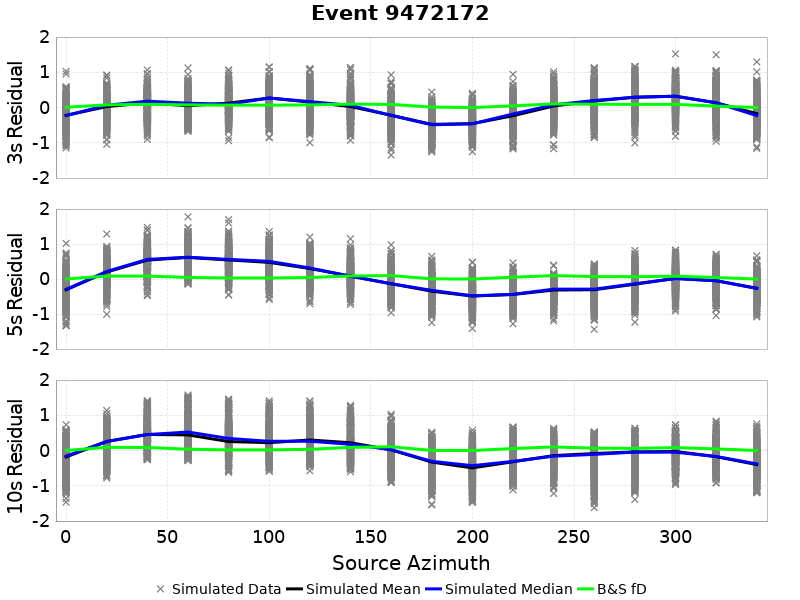 Event 9472172
2
1
0
-1
-2
3s Residual
2
1
0
-1
-2
5s Residual
2
1
0
-1
-2
10s Residual
0 50 100 150 200 250 300
Source Azimuth
Simulated Data Simulated Mean Simulated Median B&S fD